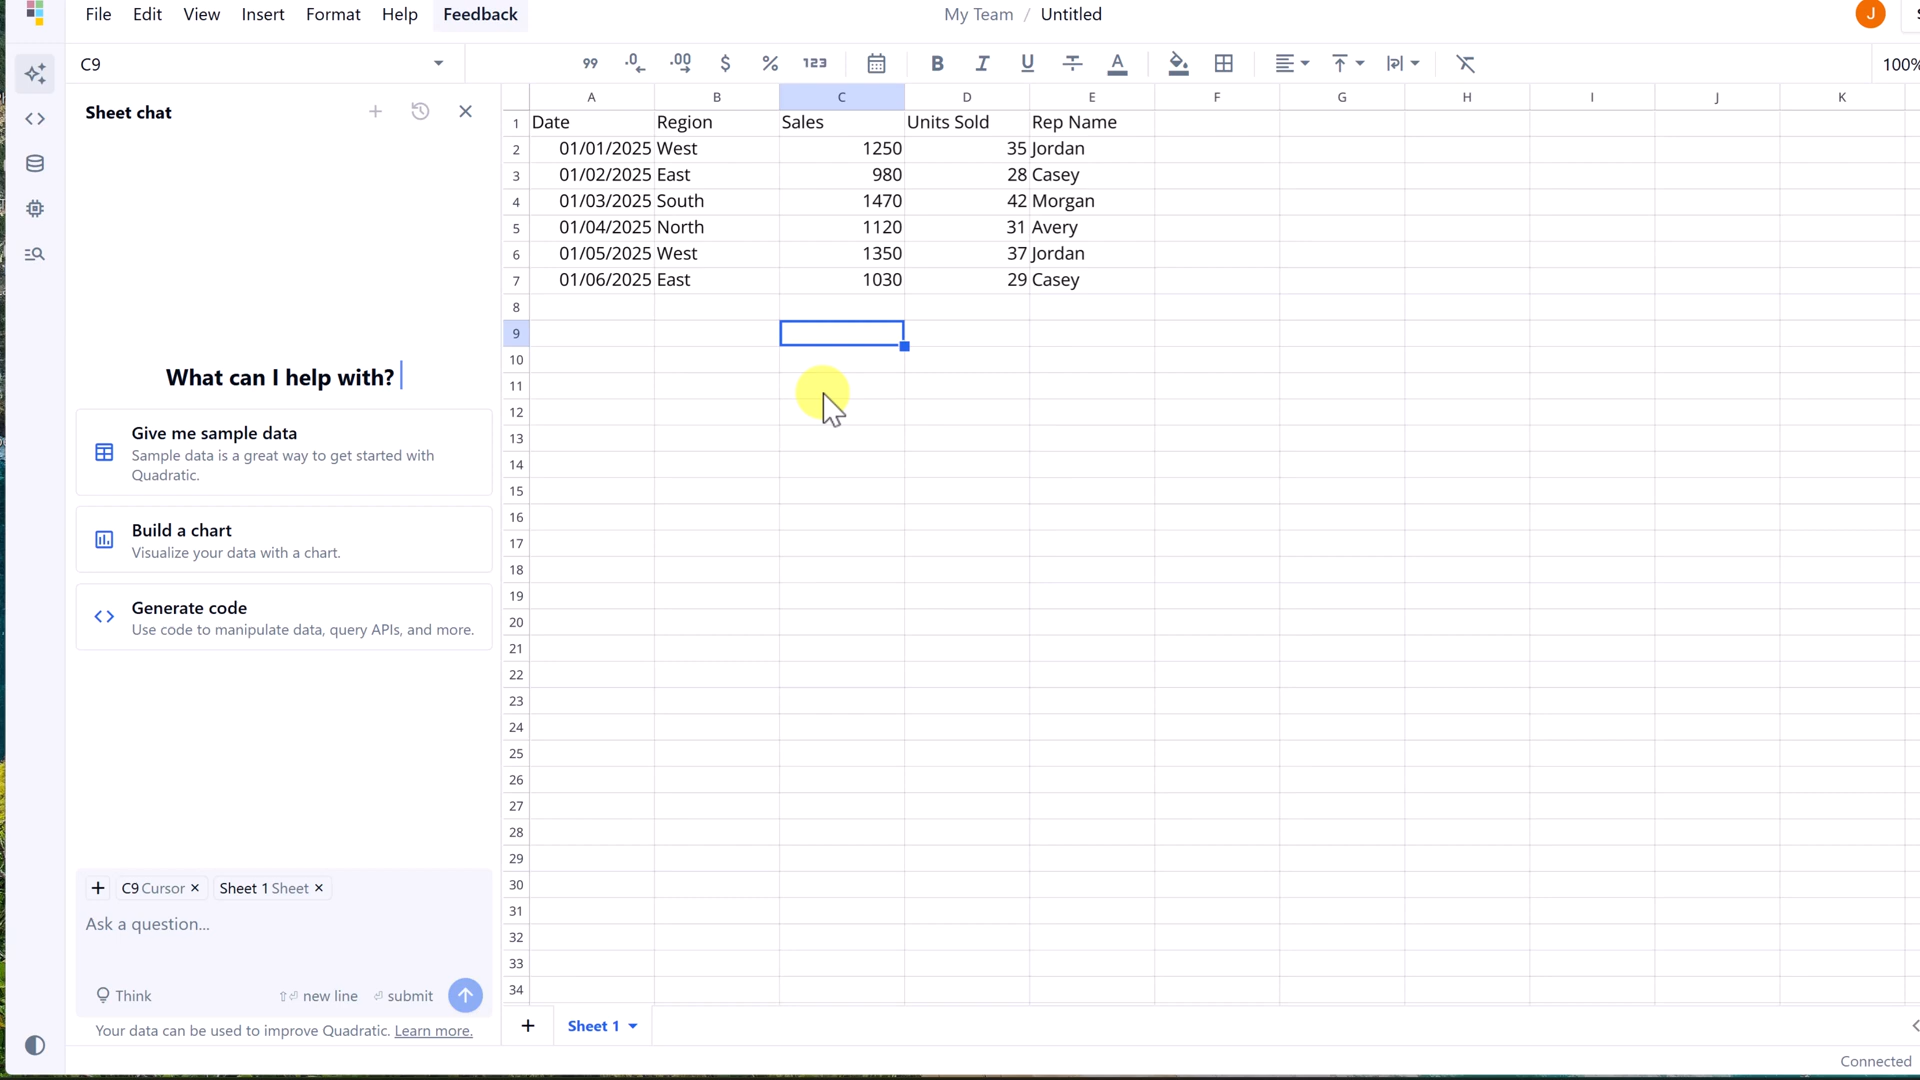 File Edit View Insert Format Help Feedback My Team / Untitled J
C9 99 .0 .00 $ % 123 B I U A 100%
Sheet chat
A B C D E F G H I J K
1 Date Region Sales Units Sold Rep Name
2 01/01/2025 West 1250 35 Jordan
3 01/02/2025 East 980 28 Casey
4 01/03/2025 South 1470 42 Morgan
5 01/04/2025 North 1120 31 Avery
6 01/05/2025 West 1350 37 Jordan
7 01/06/2025 East 1030 29 Casey
8
9
10
11
12
13
14
15
16
17
18
19
20
21
22
23
24
25
26
27
28
29
30
31
32
33
34
What can I help with?
Give me sample data
Sample data is a great way to get started with
Quadratic.
Build a chart
Visualize your data with a chart.
Generate code
Use code to manipulate data, query APIs, and more.
+ C9 Cursor × Sheet 1 Sheet ×
Ask a question...
Think new line submit
Your data can be used to improve Quadratic. Learn more.
+ Sheet 1
Connected